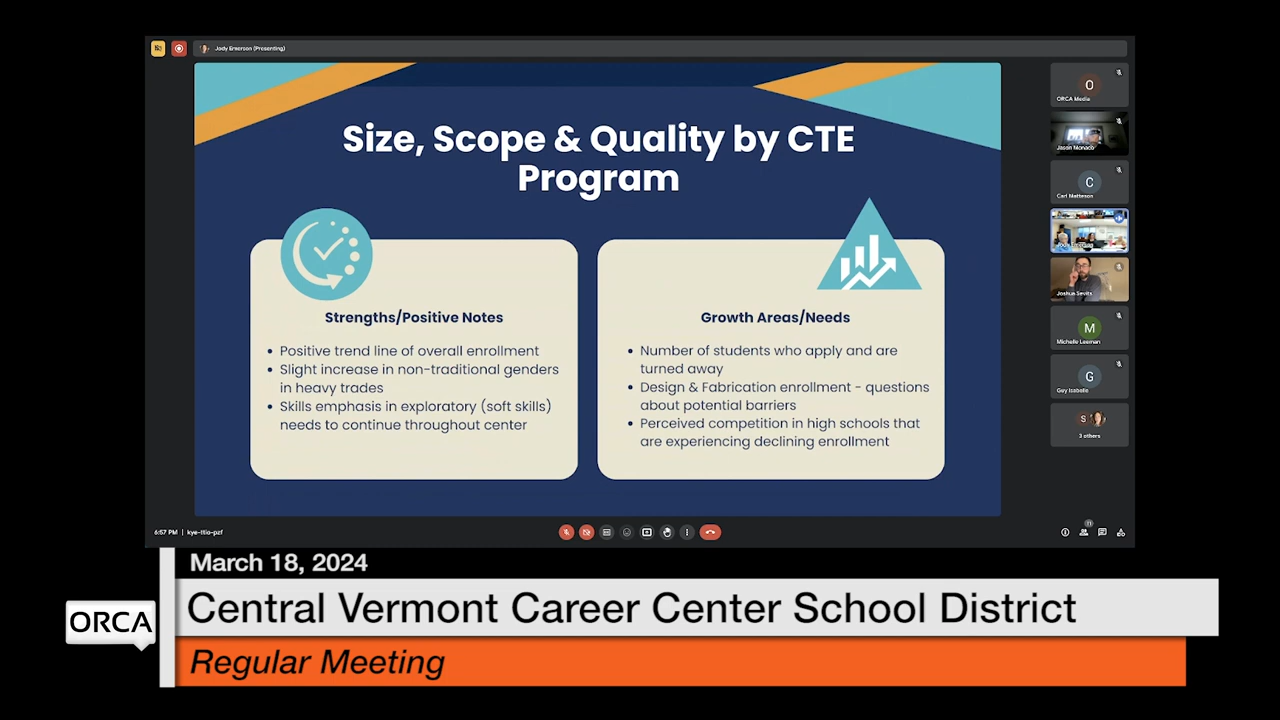 Jody Emerson (Presenting)
Size, Scope & Quality by CTE
Program
Strengths/Positive Notes
• Positive trend line of overall enrollment
• Slight increase in non-traditional genders
in heavy trades
• Skills emphasis in exploratory (soft skills)
needs to continue throughout center
Growth Areas/Needs
• Number of students who apply and are
turned away
• Design & Fabrication enrollment - questions
about potential barriers
• Perceived competition in high schools that
are experiencing declining enrollment
O
ORCA Media
Jason Monaco
C
Carl Matteson
Joshua Sevits
M
Michelle Leeman
G
Guy Isabelle
S
3 others
6:57 PM | kye-ttio-pzf
11
March 18, 2024
ORCA
Central Vermont Career Center School District
Regular Meeting